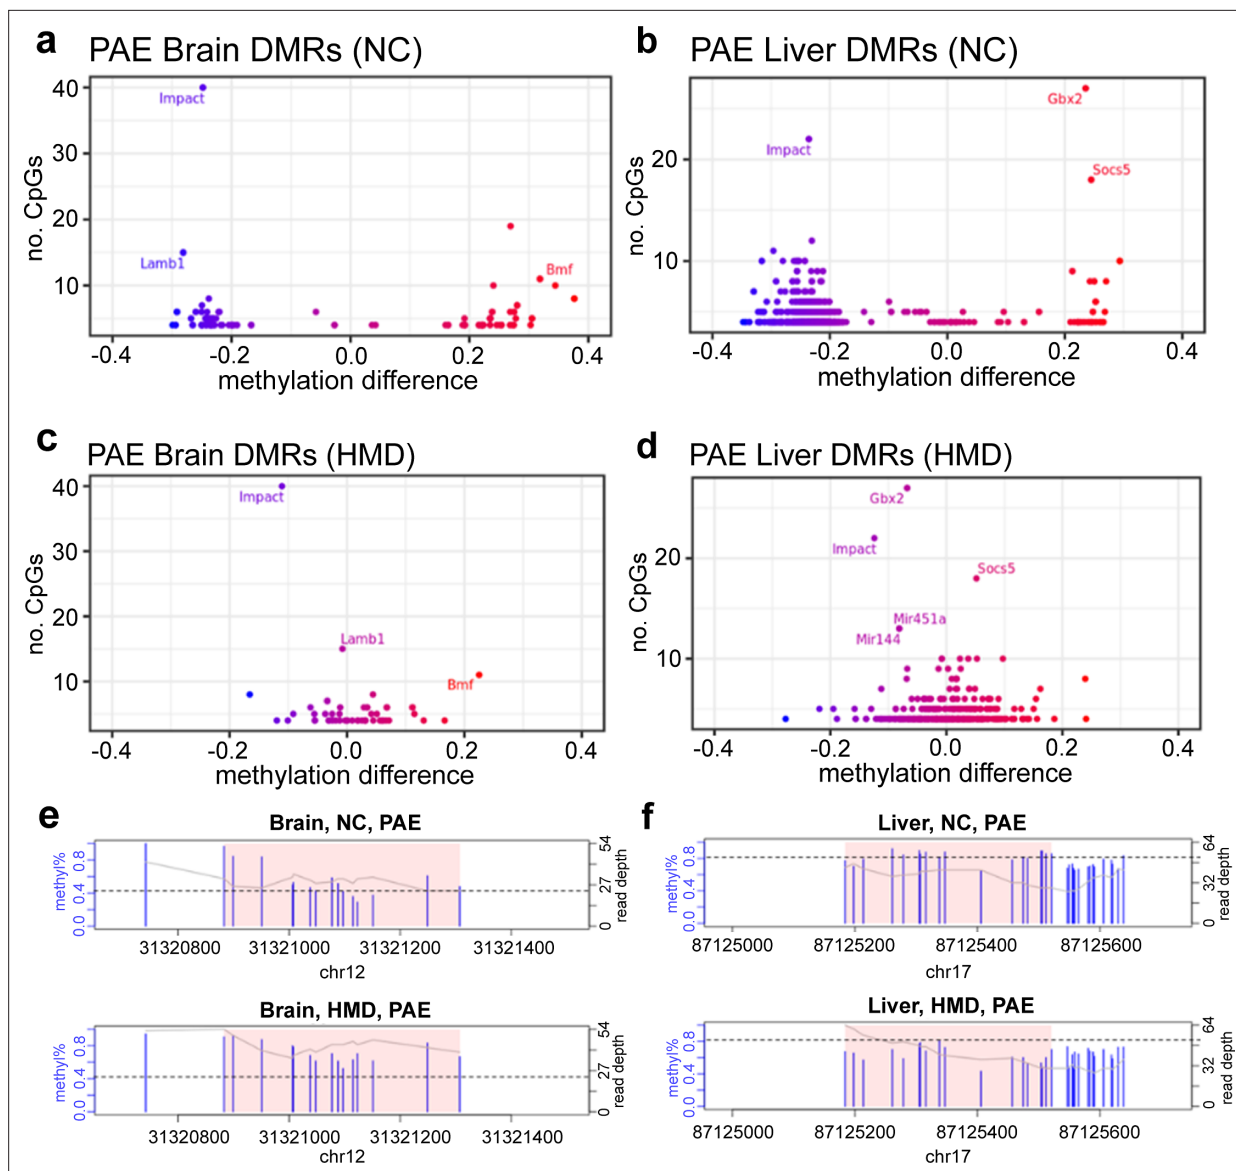 a
PAE Brain DMRs (NC)
no. CpGs
40
30
20
10
Impact
Lamb1
Bmf
-0.4 -0.2 0.0 0.2 0.4
methylation difference
b
PAE Liver DMRs (NC)
no. CpGs
20
10
Gbx2
Impact
Socs5
-0.4 -0.2 0.0 0.2 0.4
methylation difference
c
PAE Brain DMRs (HMD)
no. CpGs
40
30
20
10
Impact
Lamb1
Bmf
-0.4 -0.2 0.0 0.2 0.4
methylation difference
d
PAE Liver DMRs (HMD)
no. CpGs
20
10
Gbx2
Impact
Socs5
Mir451a
Mir144
-0.4 -0.2 0.0 0.2 0.4
methylation difference
e
Brain, NC, PAE
methyl%
0.0 0.4 0.8
0 27 54
read depth
31320800 31321000 31321200 31321400
chr12
Brain, HMD, PAE
methyl%
0.0 0.4 0.8
0 27 54
read depth
31320800 31321000 31321200 31321400
chr12
f
Liver, NC, PAE
methyl%
0.0 0.4 0.8
0 32 64
read depth
87125000 87125200 87125400 87125600
chr17
Liver, HMD, PAE
methyl%
0.0 0.4 0.8
0 32 64
read depth
87125000 87125200 87125400 87125600
chr17